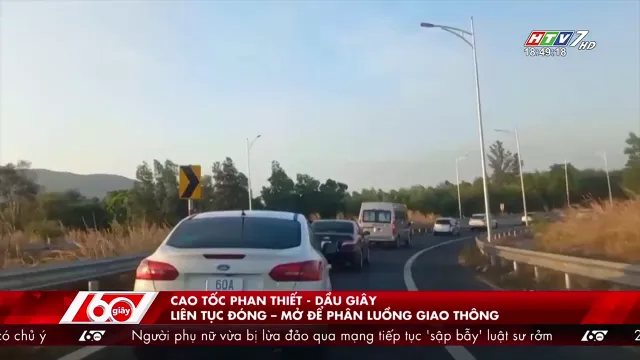 HTV7 HD
18:49:18
60A
60 giây
CAO TỐC PHAN THIẾT - DẦU GIÂY
LIÊN TỤC ĐÓNG – MỞ ĐỂ PHÂN LUỒNG GIAO THÔNG
có chú ý Người phụ nữ vừa bị lừa đảo qua mạng tiếp tục 'sập bẫy' luật sư rởm